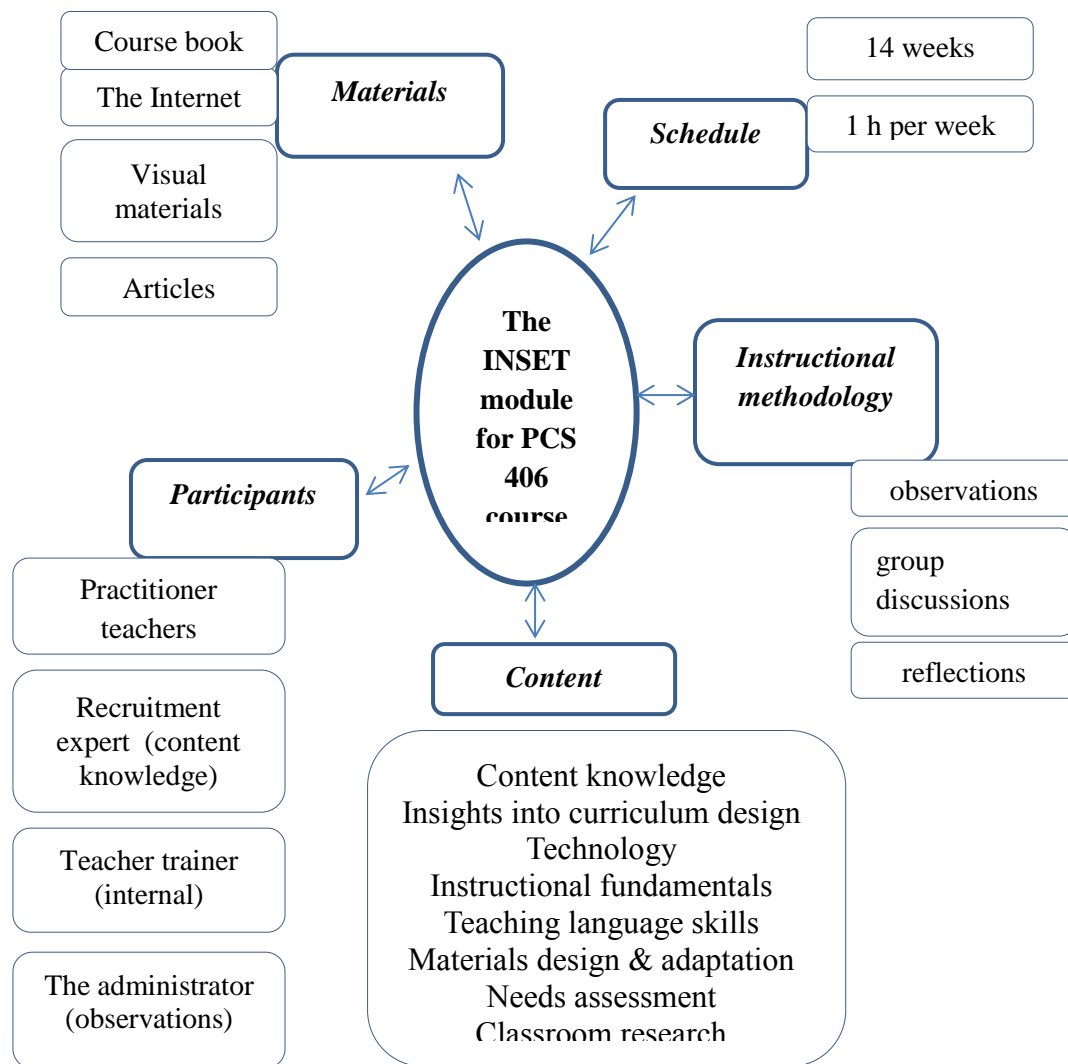 Course book
The Internet
Visual
materials
Articles
Materials
14 weeks
1 h per week
Schedule
The
INSET
module
for PCS
406
course
Instructional
methodology
observations
group
discussions
reflections
Participants
Practitioner
teachers
Recruitment
expert (content
knowledge)
Teacher trainer
(internal)
The administrator
(observations)
Content
Content knowledge
Insights into curriculum design
Technology
Instructional fundamentals
Teaching language skills
Materials design & adaptation
Needs assessment
Classroom research